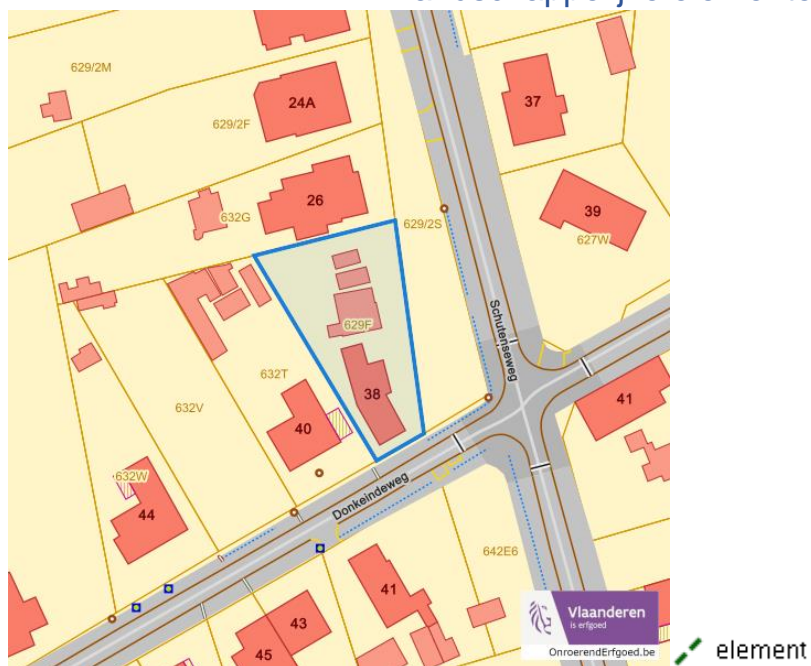 629/2M
24A
37
629/2F
26
39
632G
629/2S
627W
629F
Schutenseweg
632T
38
41
632V
40
632W
Donkeindeweg
44
642E6
41
43
45
Vlaanderen
is erfgoed
OnroerendErfgoed.be
element